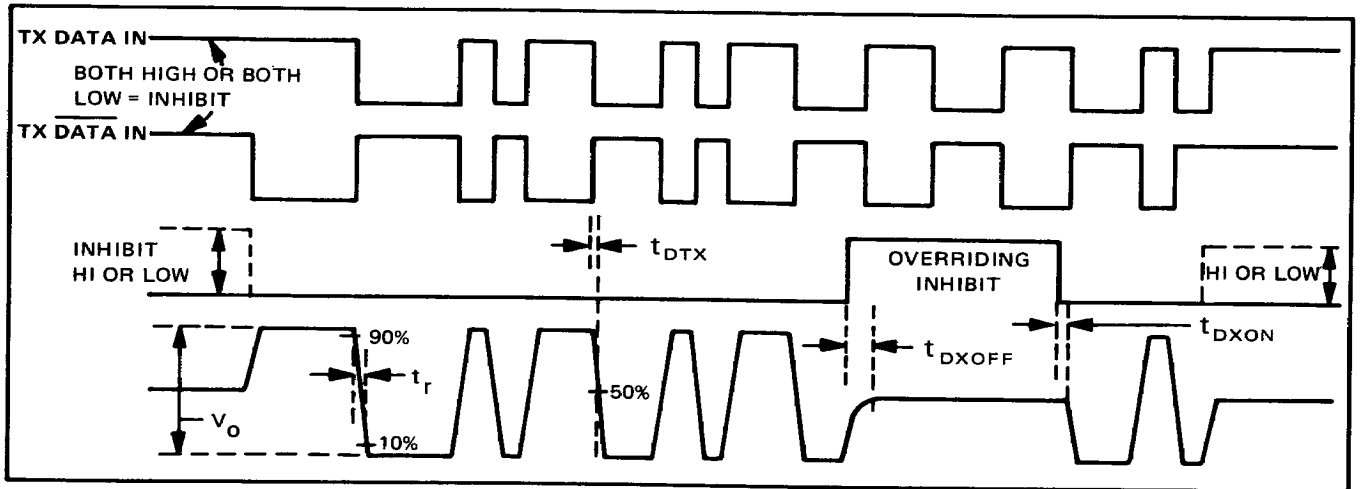 TX DATA IN
BOTH HIGH OR BOTH
LOW = INHIBIT
TX D̅A̅T̅A̅ IN
INHIBIT
HI OR LOW
tDTX
OVERRIDING
INHIBIT
HI OR LOW
tDXON
tDXOFF
90%
tr
50%
Vo
10%